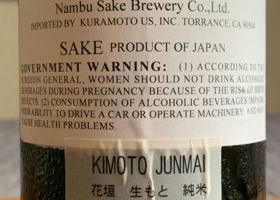 Nambu Sake Brewery Co.,Ltd.
IMPORTED BY KURAMOTO US, INC. TORRANCE, CA 90504
SAKE PRODUCT OF JAPAN
GOVERNMENT WARNING: (1) ACCORDING TO THE
SURGEON GENERAL, WOMEN SHOULD NOT DRINK ALCOHOLIC
BEVERAGES DURING PREGNANCY BECAUSE OF THE RISK OF BIRTH
DEFECTS (2) CONSUMPTION OF ALCOHOLIC BEVERAGES IMPAIRS
YOUR ABILITY TO DRIVE A CAR OR OPERATE MACHINERY, AND MAY
CAUSE HEALTH PROBLEMS.
KIMOTO JUNMAI
花垣 生もと 純米